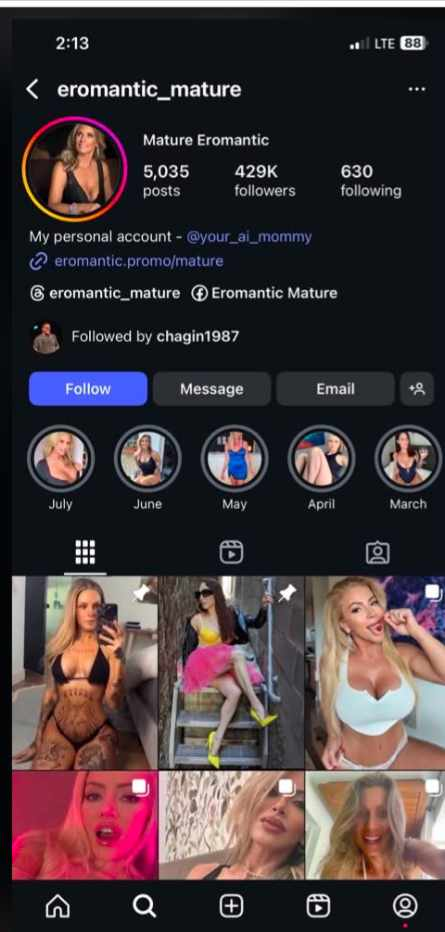 2:13 LTE 88
eromantic_mature
Mature Eromantic
5,035 429K 630
posts followers following
My personal account - @your_ai_mommy
eromantic.promo/mature
eromantic_mature Eromantic Mature
Followed by chagin1987
Follow Message Email
July June May April March